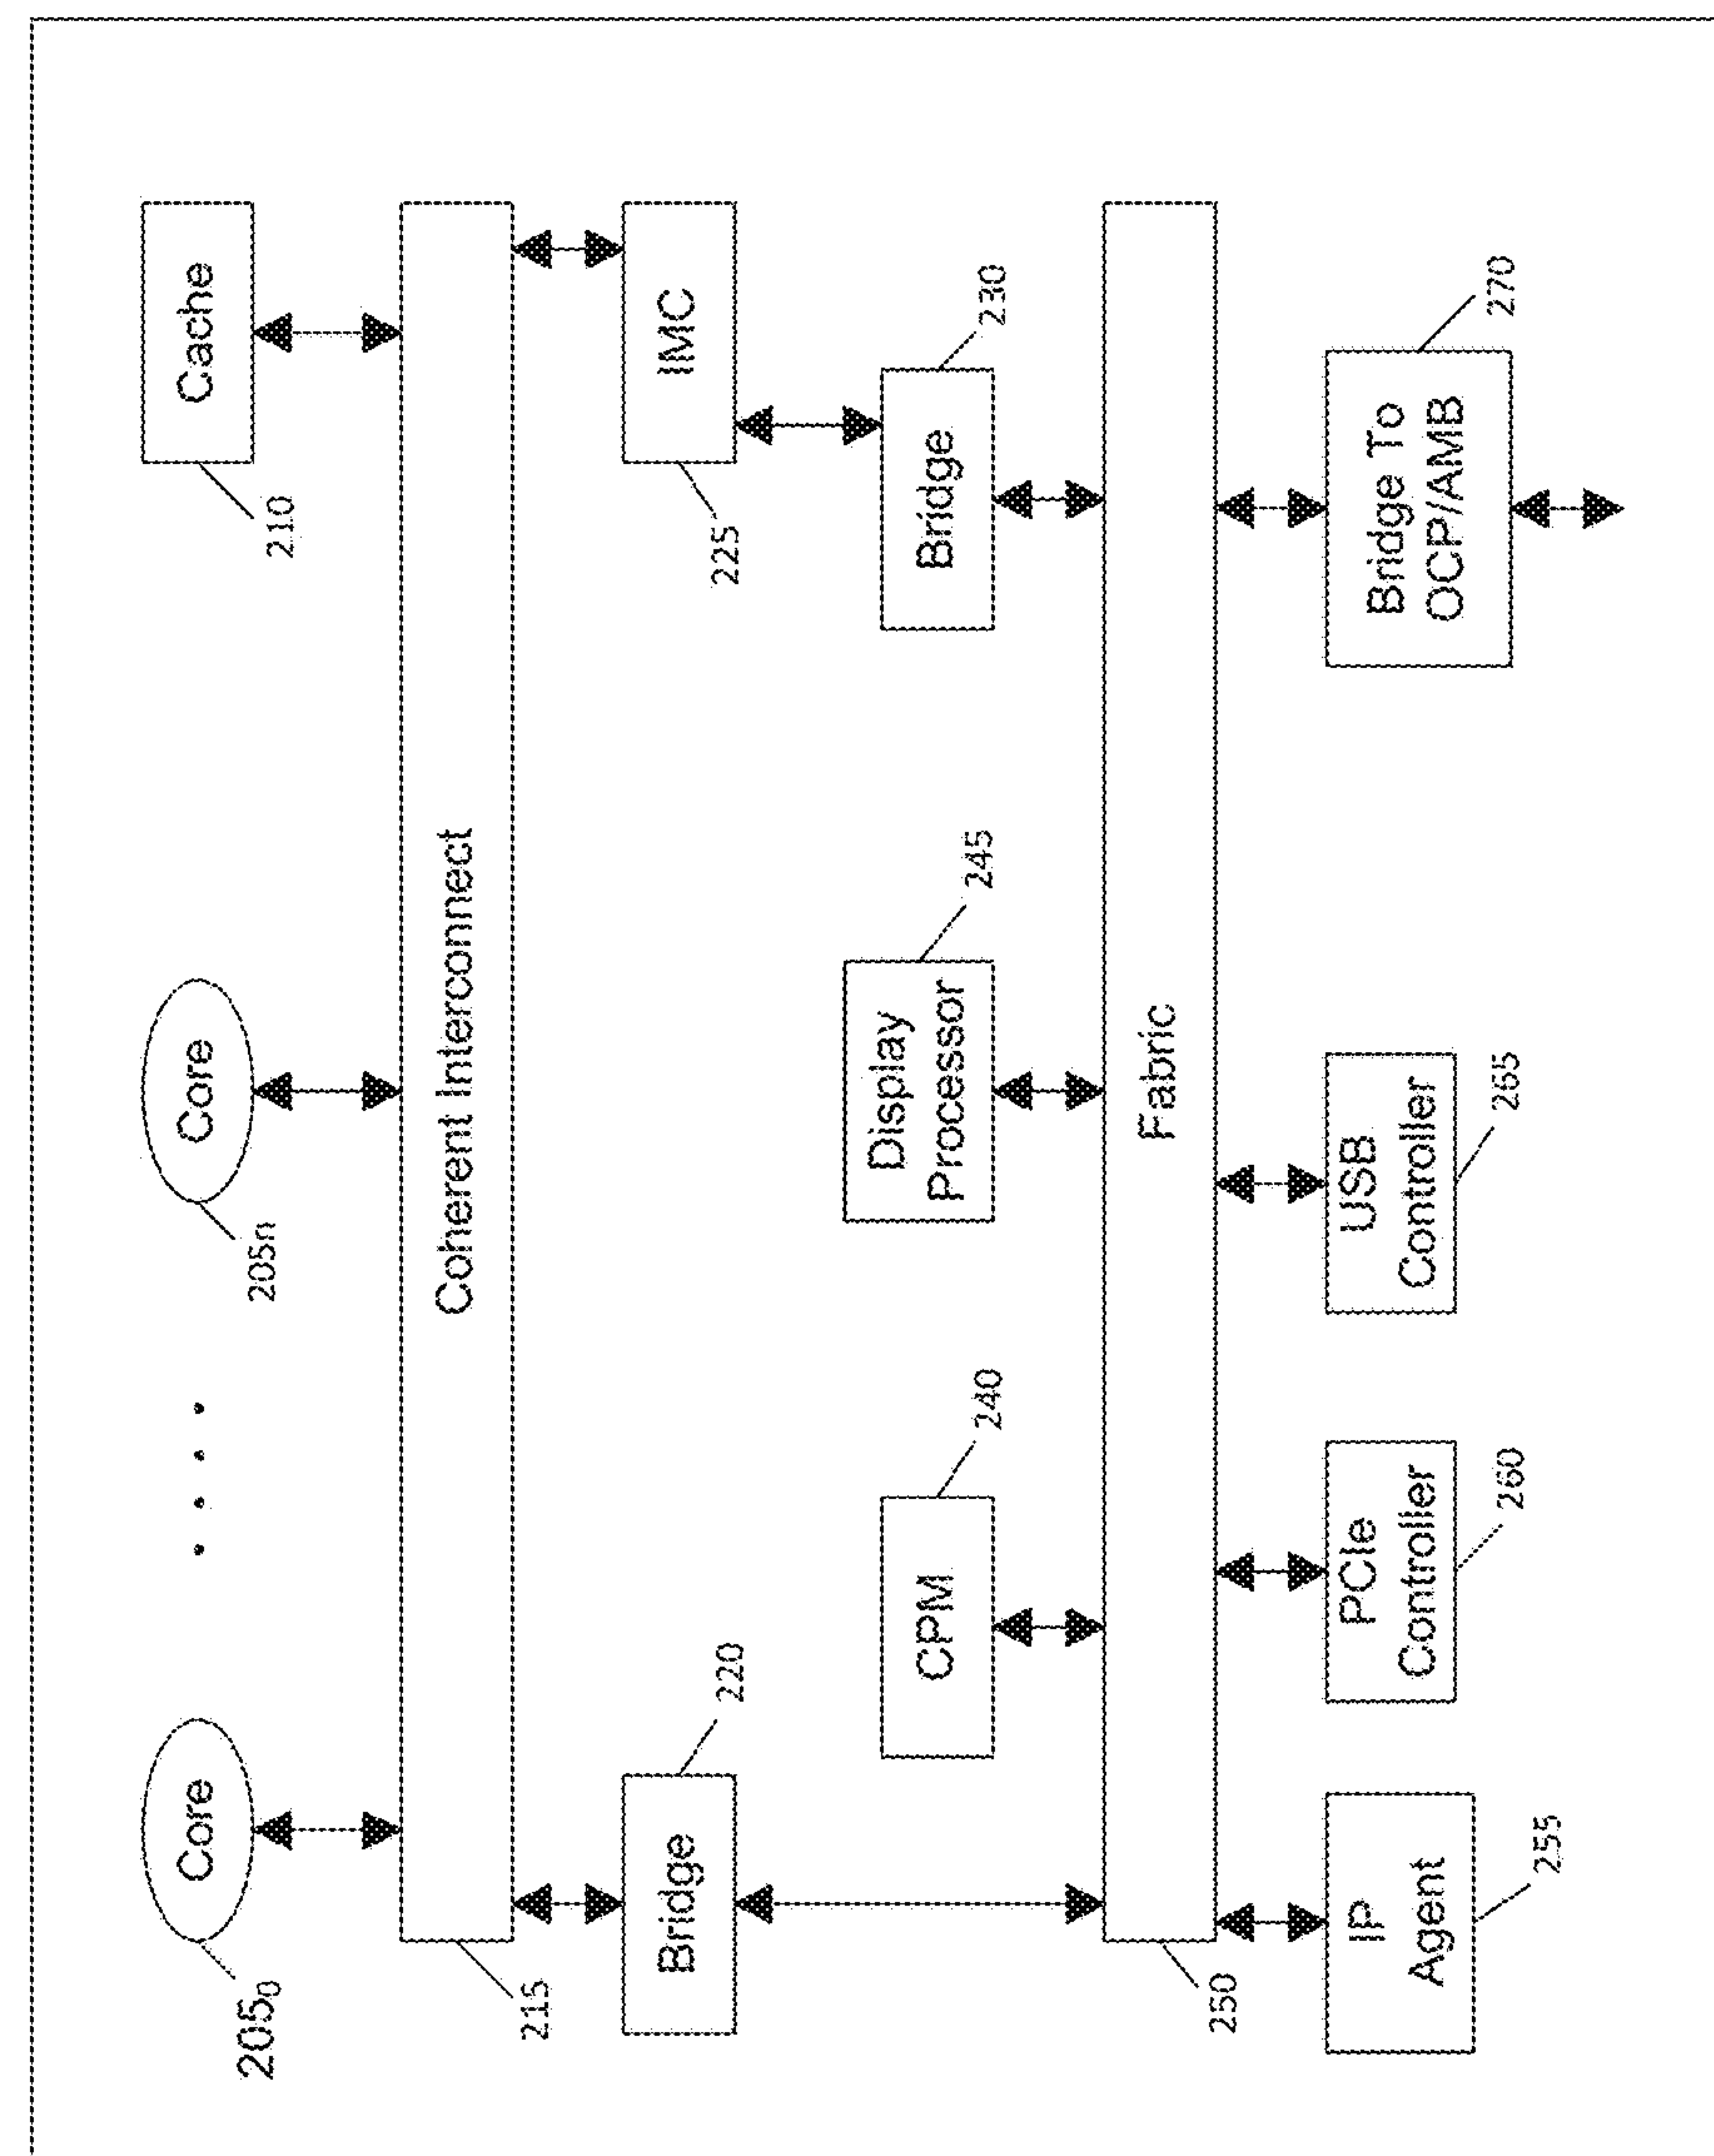 Core
Core
Cache
205₀
205n
210
Coherent Interconnect
215
Bridge
220
IMC
225
Bridge
230
CPM
240
Display
Processor
245
Fabric
250
IP
Agent
255
PCIe
Controller
260
USB
Controller
265
Bridge To
OCP/AMB
270